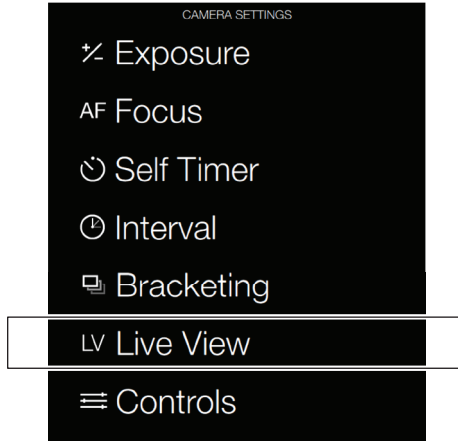 CAMERA SETTINGS
+/- Exposure
AF Focus
Self Timer
Interval
Bracketing
LV Live View
Controls